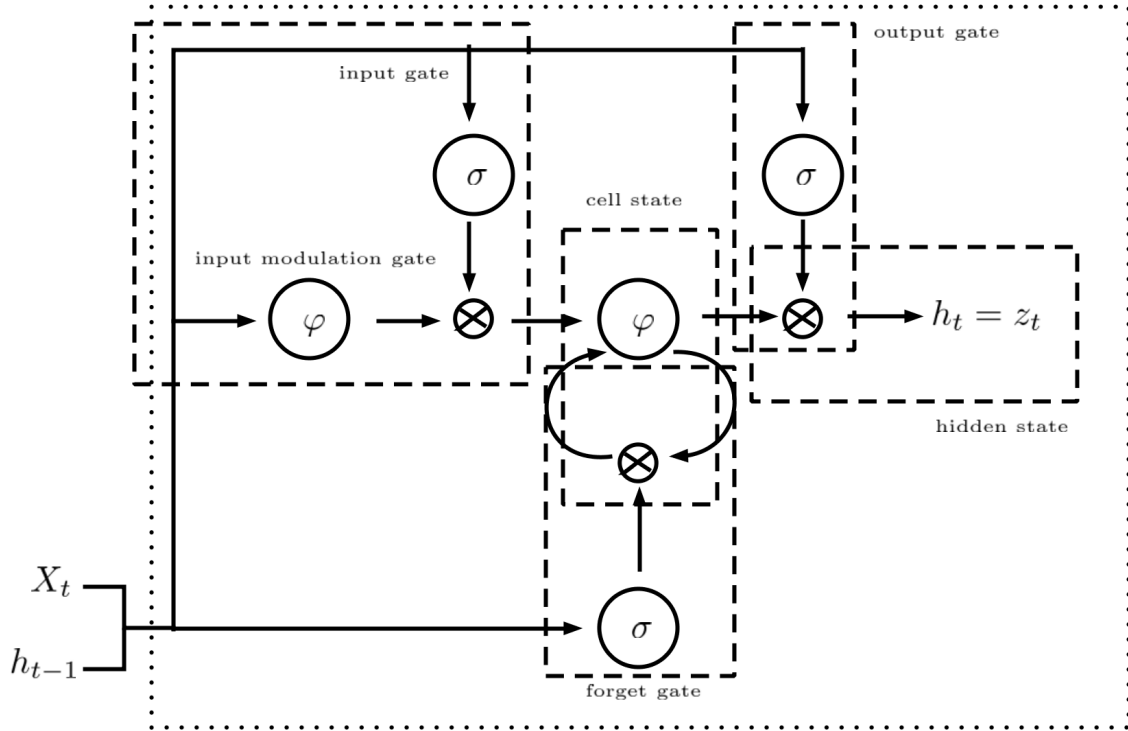 output gate
input gate
σ
σ
cell state
input modulation gate
φ
φ
h_t = z_t
hidden state
X_t
σ
h_{t−1}
forget gate